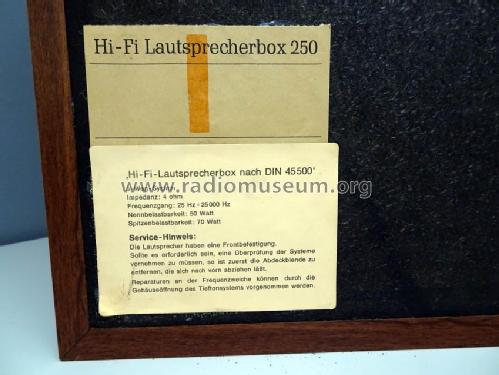 Hi-Fi Lautsprecherbox 250
‚Hi-Fi-Lautsprecherbox nach DIN 45500'
www.radiomuseum.org
Impedanz: 4 ohm
Frequenzgang: 25 Hz - 25000 Hz
Nennbelastbarkeit: 50 Watt
Spitzenbelastbarkeit: 70 Watt
Service-Hinweis:
Die Lautsprecher haben eine Frontbefestigung.
Sollte es erforderlich sein, eine Überprüfung der Systeme
vornehmen zu müssen, so ist zuerst die Abdeckblende zu
entfernen, die sich nach vorn abziehen läßt.
Reparaturen an der Frequenzweiche können durch die
Gehäuseöffnung des Tieftonsystems vorgenommen werden.